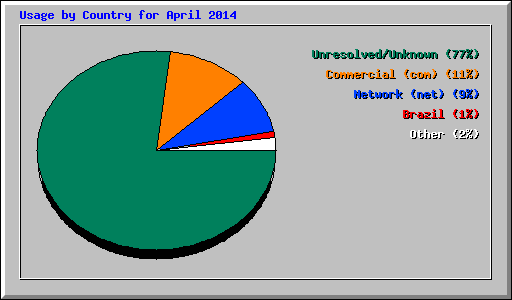 Usage by Country for April 2014
Unresolved/Unknown (77%)
Commercial (com) (11%)
Network (net) (9%)
Brazil (1%)
Other (2%)